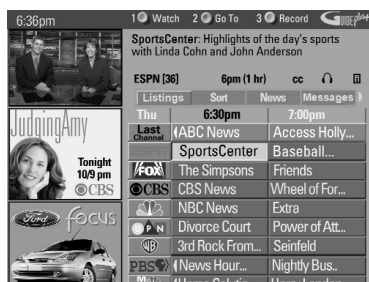 6:36pm
1 Watch 2 Go To 3 Record GUIDE plus+
SportsCenter: Highlights of the day's sports
with Linda Cohn and John Anderson
ESPN [36] 6pm (1 hr) cc
Listings Sort News Messages
Thu 6:30pm 7:00pm
Last Channel ABC News Access Holly...
SportsCenter Baseball...
FOX The Simpsons Friends
CBS CBS News Wheel of For...
NBC News Extra
UPN Divorce Court Power of Att...
WB 3rd Rock From... Seinfeld
PBS News Hour... Nightly Bus..
JudgingAmy
Tonight
10/9 pm
CBS
Ford focus